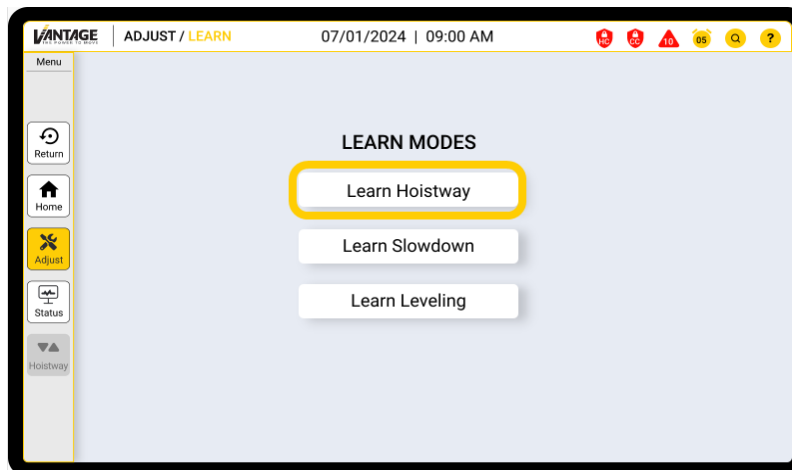 VANTAGE
THE POWER TO MOVE
ADJUST / LEARN
07/01/2024 | 09:00 AM
HC
CC
10
05
?
Menu
Return
Home
Adjust
Status
Hoistway
LEARN MODES
Learn Hoistway
Learn Slowdown
Learn Leveling